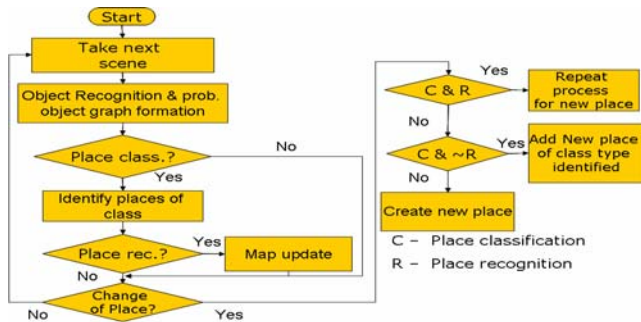 Start
Take next
scene
Object Recognition & prob.
object graph formation
Place class.?
No
Yes
Identify places of
class
Place rec.?
Yes
Map update
No
Change
of Place?
No
Yes
C & R
Yes
Repeat
process
for new place
No
C & ~R
Yes
Add New place
of class type
identified
No
Create new place
C – Place classification
R – Place recognition